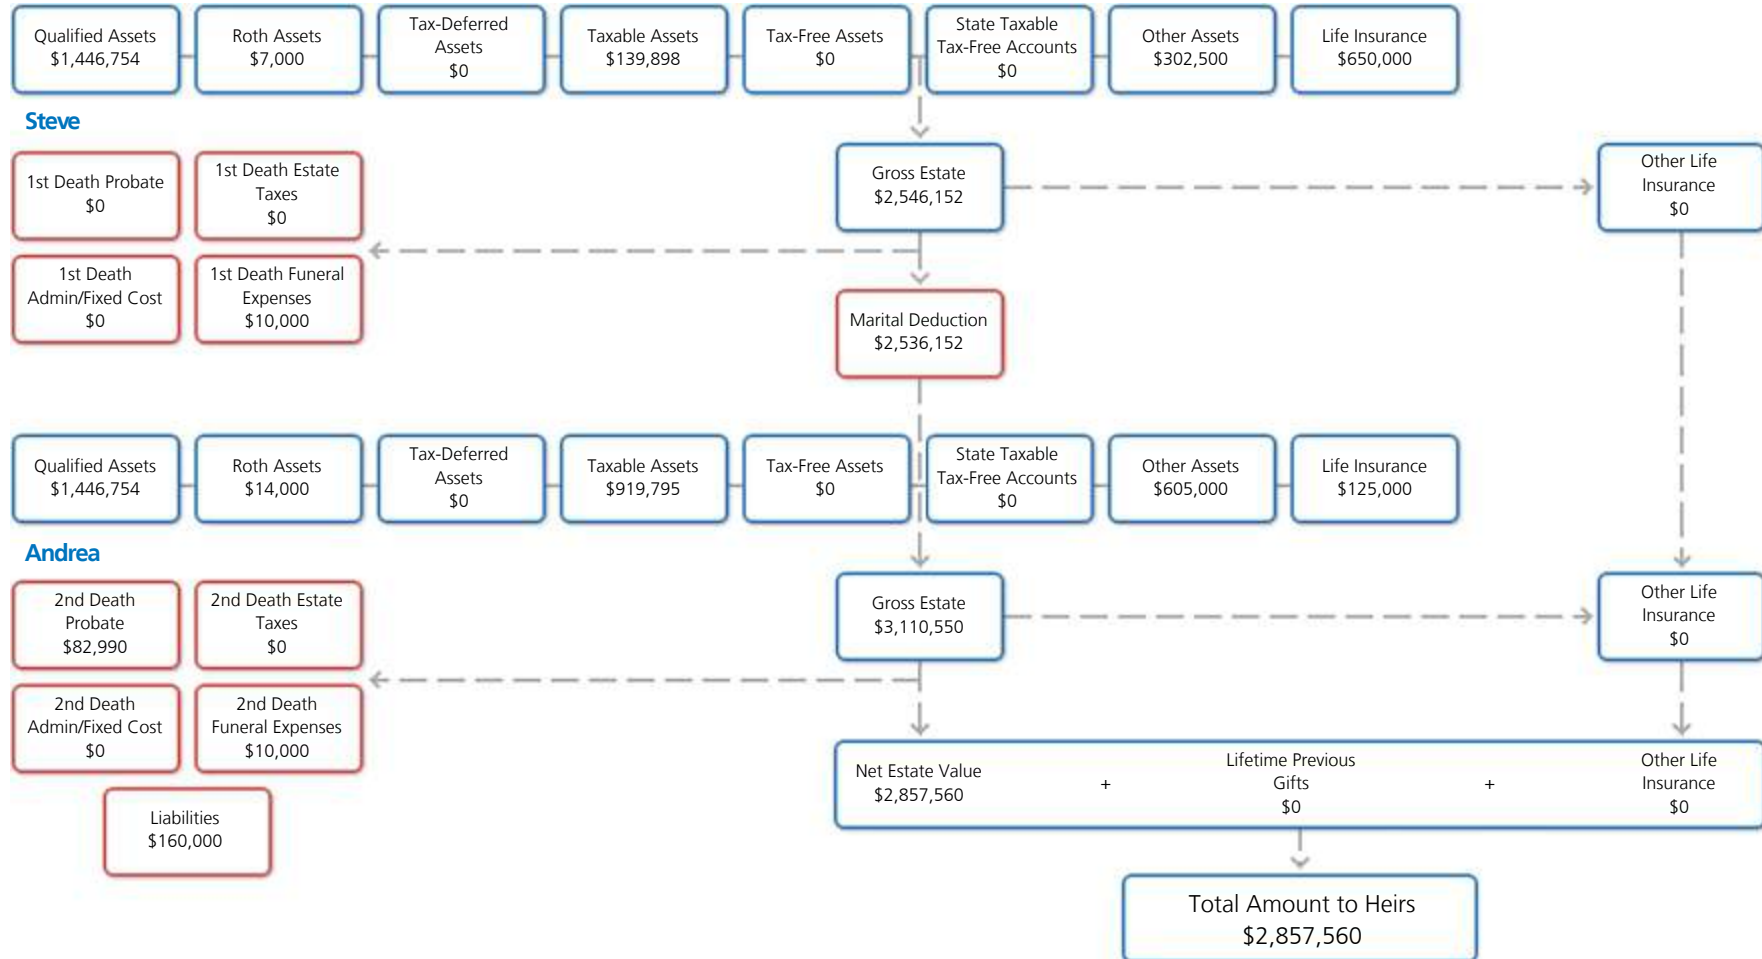 Qualified Assets
$1,446,754
Roth Assets
$7,000
Tax-Deferred
Assets
$0
Taxable Assets
$139,898
Tax-Free Assets
$0
State Taxable
Tax-Free Accounts
$0
Other Assets
$302,500
Life Insurance
$650,000
Steve
1st Death Probate
$0
1st Death Estate
Taxes
$0
Gross Estate
$2,546,152
Other Life
Insurance
$0
1st Death
Admin/Fixed Cost
$0
1st Death Funeral
Expenses
$10,000
Marital Deduction
$2,536,152
Qualified Assets
$1,446,754
Roth Assets
$14,000
Tax-Deferred
Assets
$0
Taxable Assets
$919,795
Tax-Free Assets
$0
State Taxable
Tax-Free Accounts
$0
Other Assets
$605,000
Life Insurance
$125,000
Andrea
2nd Death
Probate
$82,990
2nd Death Estate
Taxes
$0
Gross Estate
$3,110,550
Other Life
Insurance
$0
2nd Death
Admin/Fixed Cost
$0
2nd Death
Funeral Expenses
$10,000
Liabilities
$160,000
Net Estate Value
$2,857,560
+
Lifetime Previous
Gifts
$0
+
Other Life
Insurance
$0
Total Amount to Heirs
$2,857,560